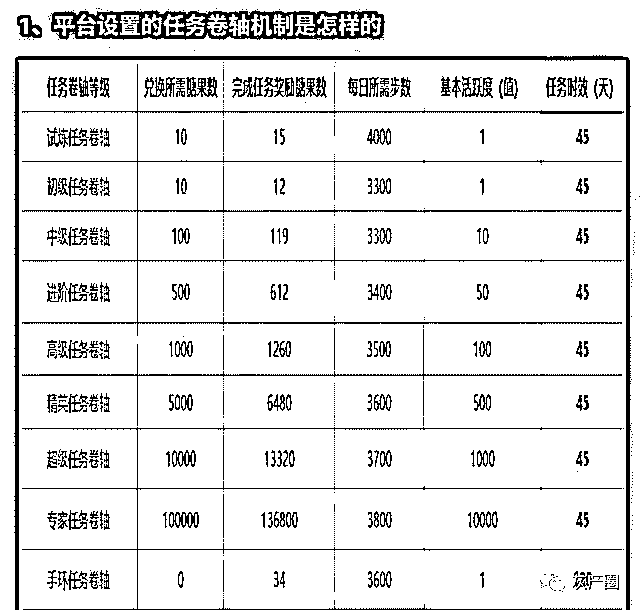 1、平台设置的任务卷轴机制是怎样的
任务卷轴等级 兑换所需糖果数 完成任务奖励糖果数 每日所需步数 基本活跃度 (值) 任务时效 (天)
试炼任务卷轴 10 15 4000 1 45
初级任务卷轴 10 12 3300 1 45
中级任务卷轴 100 119 3300 10 45
进阶任务卷轴 500 612 3400 50 45
高级任务卷轴 1000 1260 3500 100 45
精英任务卷轴 5000 6480 3600 500 45
超级任务卷轴 10000 13320 3700 1000 45
专家任务卷轴 100000 136800 3800 10000 45
手环任务卷轴 0 34 3600 1